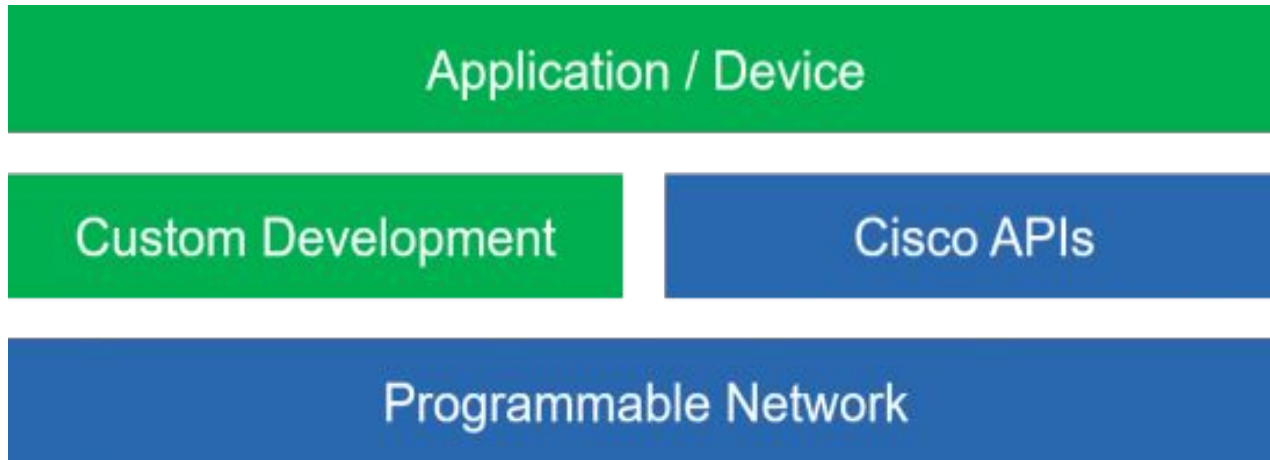 Application / Device
Custom Development
Cisco APIs
Programmable Network